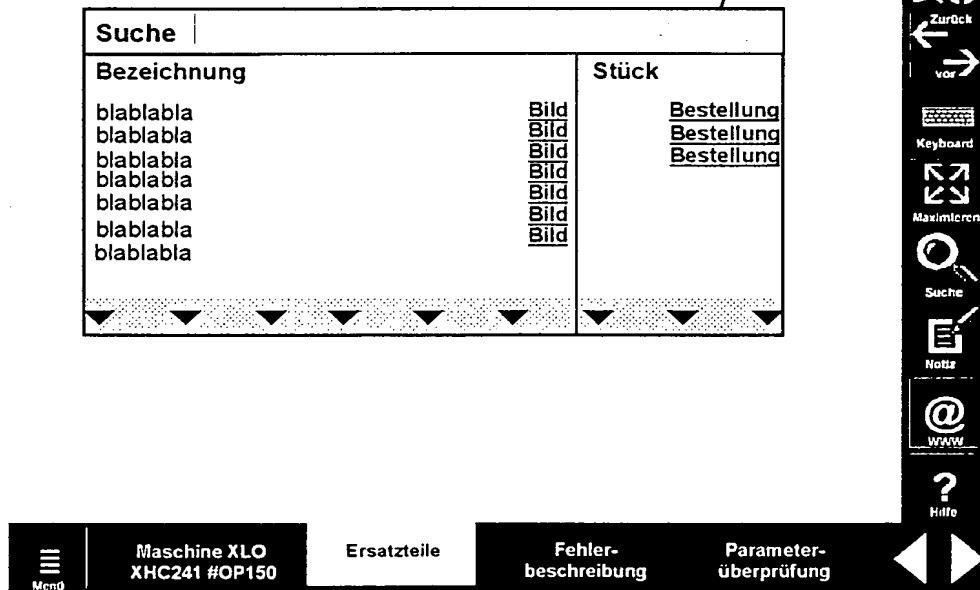 Suche
Bezeichnung Stück
blablabla Bild Bestellung
blablabla Bild Bestellung
blablabla Bild Bestellung
blablabla Bild
blablabla Bild
blablabla Bild
blablabla Bild
Zurück
vor
Keyboard
Maximieren
Suche
Notiz
@
WWW
?
Hilfe
Menü
Maschine XLO
XHC241 #OP150
Ersatzteile
Fehler-
beschreibung
Parameter-
überprüfung